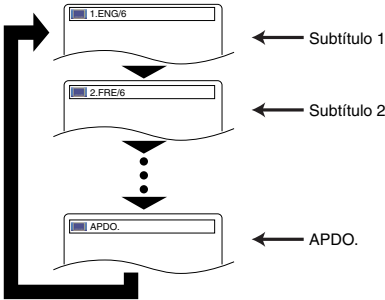 1.ENG/6
Subtítulo 1
2.FRE/6
Subtítulo 2
APDO.
APDO.